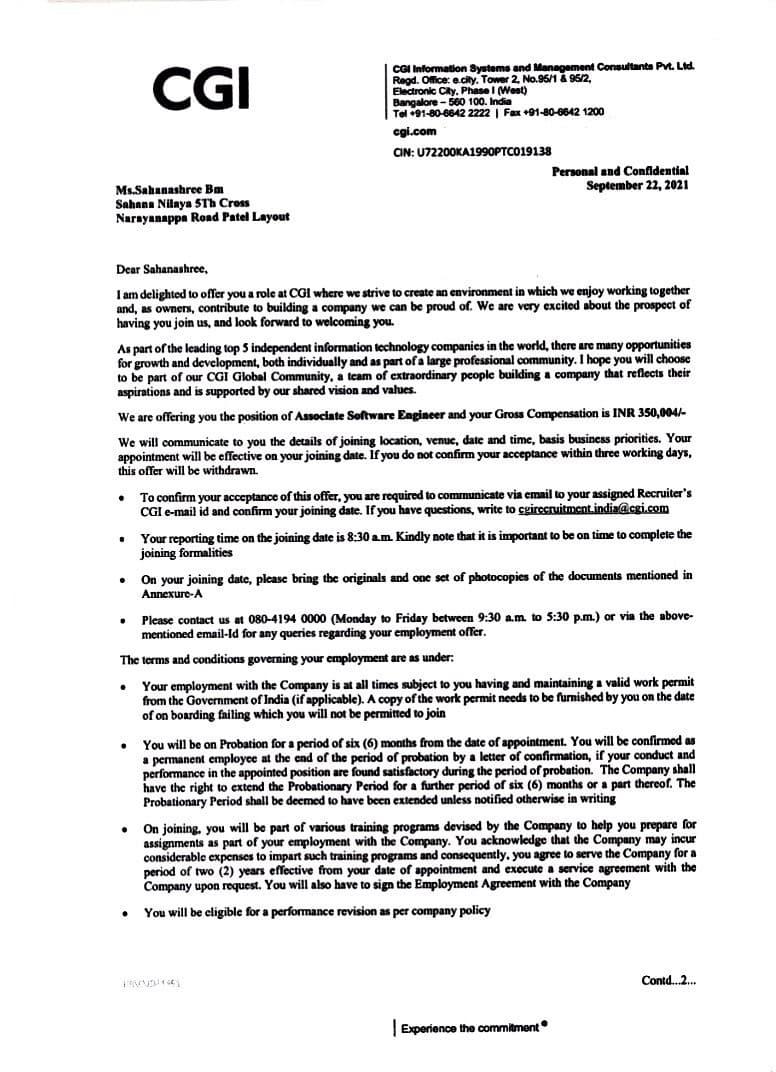 CGI
CGI Information Systems and Management Consultants Pvt. Ltd.
Regd. Office: e.city, Tower 2, No.95/1 & 95/2,
Electronic City, Phase I (West)
Bangalore – 560 100. India
Tel +91-80-6642 2222 | Fax +91-80-6642 1200
cgi.com
CIN: U72200KA1990PTC019138
Personal and Confidential
September 22, 2021
Ms.Sahanashree Bm
Sahana Nilaya 5Th Cross
Narayanappa Road Patel Layout
Dear Sahanashree,
I am delighted to offer you a role at CGI where we strive to create an environment in which we enjoy working together
and, as owners, contribute to building a company we can be proud of. We are very excited about the prospect of
having you join us, and look forward to welcoming you.
As part of the leading top 5 independent information technology companies in the world, there are many opportunities
for growth and development, both individually and as part of a large professional community. I hope you will choose
to be part of our CGI Global Community, a team of extraordinary people building a company that reflects their
aspirations and is supported by our shared vision and values.
We are offering you the position of Associate Software Engineer and your Gross Compensation is INR 350,004/-
We will communicate to you the details of joining location, venue, date and time, basis business priorities. Your
appointment will be effective on your joining date. If you do not confirm your acceptance within three working days,
this offer will be withdrawn.
• To confirm your acceptance of this offer, you are required to communicate via email to your assigned Recruiter's
CGI e-mail id and confirm your joining date. If you have questions, write to cgirecruitment.india@cgi.com
• Your reporting time on the joining date is 8:30 a.m. Kindly note that it is important to be on time to complete the
joining formalities
• On your joining date, please bring the originals and one set of photocopies of the documents mentioned in
Annexure-A
• Please contact us at 080-4194 0000 (Monday to Friday between 9:30 a.m. to 5:30 p.m.) or via the above-
mentioned email-Id for any queries regarding your employment offer.
The terms and conditions governing your employment are as under:
• Your employment with the Company is at all times subject to you having and maintaining a valid work permit
from the Government of India (if applicable). A copy of the work permit needs to be furnished by you on the date
of on boarding failing which you will not be permitted to join
• You will be on Probation for a period of six (6) months from the date of appointment. You will be confirmed as
a permanent employee at the end of the period of probation by a letter of confirmation, if your conduct and
performance in the appointed position are found satisfactory during the period of probation. The Company shall
have the right to extend the Probationary Period for a further period of six (6) months or a part thereof. The
Probationary Period shall be deemed to have been extended unless notified otherwise in writing
• On joining, you will be part of various training programs devised by the Company to help you prepare for
assignments as part of your employment with the Company. You acknowledge that the Company may incur
considerable expenses to impart such training programs and consequently, you agree to serve the Company for a
period of two (2) years effective from your date of appointment and execute a service agreement with the
Company upon request. You will also have to sign the Employment Agreement with the Company
• You will be eligible for a performance revision as per company policy
Contd...2...
Experience the commitment